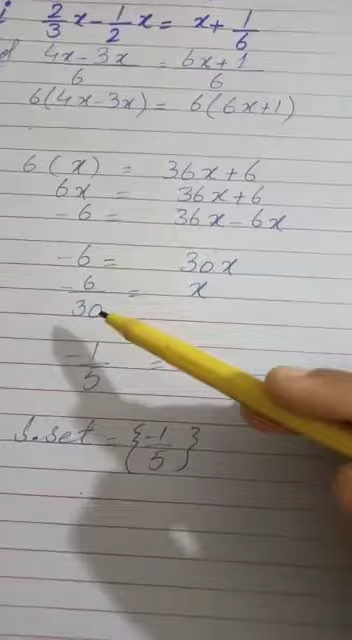 i 2/3 x - 1/2 x = x + 1/6
4x - 3x / 6 = 6x + 1 / 6
6(4x - 3x) = 6(6x + 1)
6 ( x ) = 36x + 6
6x = 36x + 6
- 6 = 36x - 6x
- 6 = 30x
- 6 / 30 = x
- 1 / 5 =
S.set = { -1/5 }